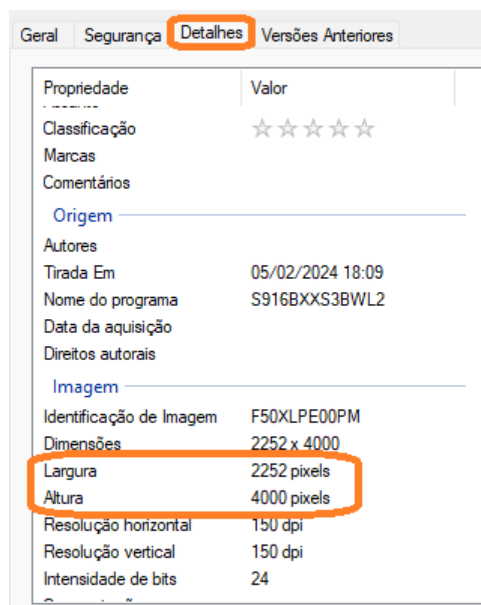 Geral Segurança Detalhes Versões Anteriores
Propriedade Valor
Classificação
Marcas
Comentários
Origem
Autores
Tirada Em 05/02/2024 18:09
Nome do programa S916BXXS3BWL2
Data da aquisição
Direitos autorais
Imagem
Identificação de Imagem F50XLPE00PM
Dimensões 2252 x 4000
Largura 2252 pixels
Altura 4000 pixels
Resolução horizontal 150 dpi
Resolução vertical 150 dpi
Intensidade de bits 24